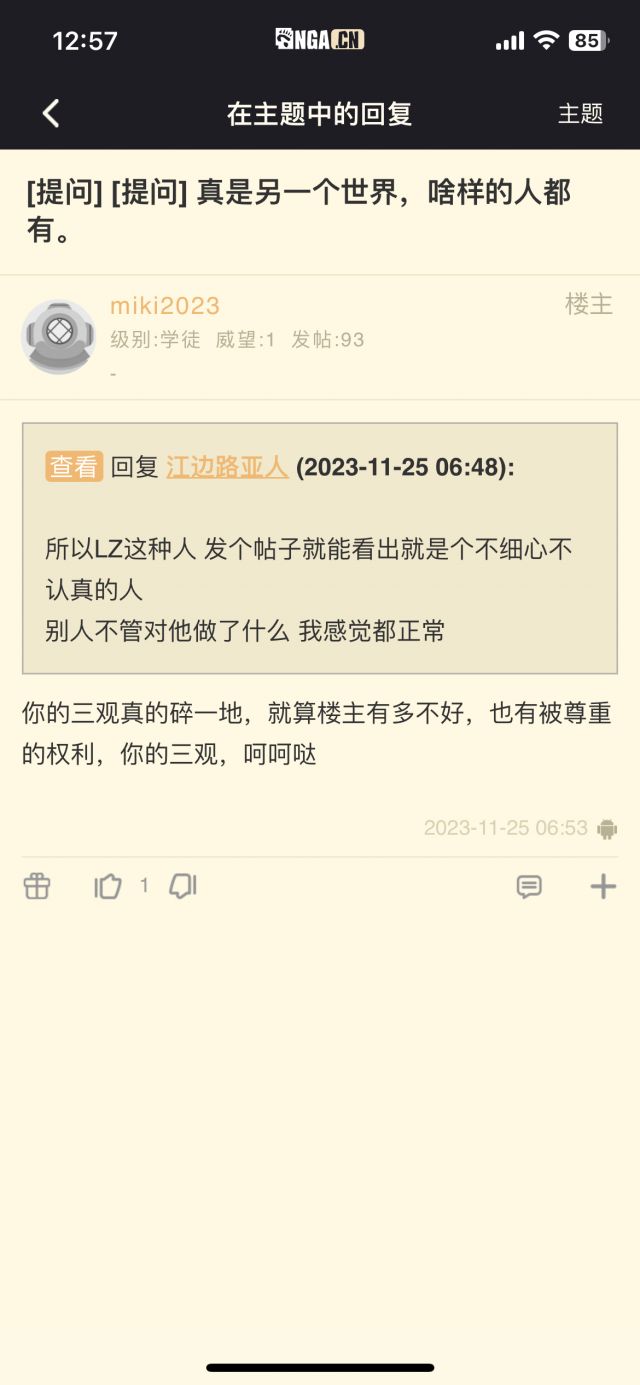 12:57
NGA.CN
85
在主题中的回复
主题
[提问] [提问] 真是另一个世界，啥样的人都
有。
miki2023
楼主
级别:学徒 威望:1 发帖:93
-
查看 回复 江边路亚人 (2023-11-25 06:48):
所以LZ这种人 发个帖子就能看出就是个不细心不
认真的人
别人不管对他做了什么 我感觉都正常
你的三观真的碎一地，就算楼主有多不好，也有被尊重
的权利，你的三观，呵呵哒
2023-11-25 06:53
1